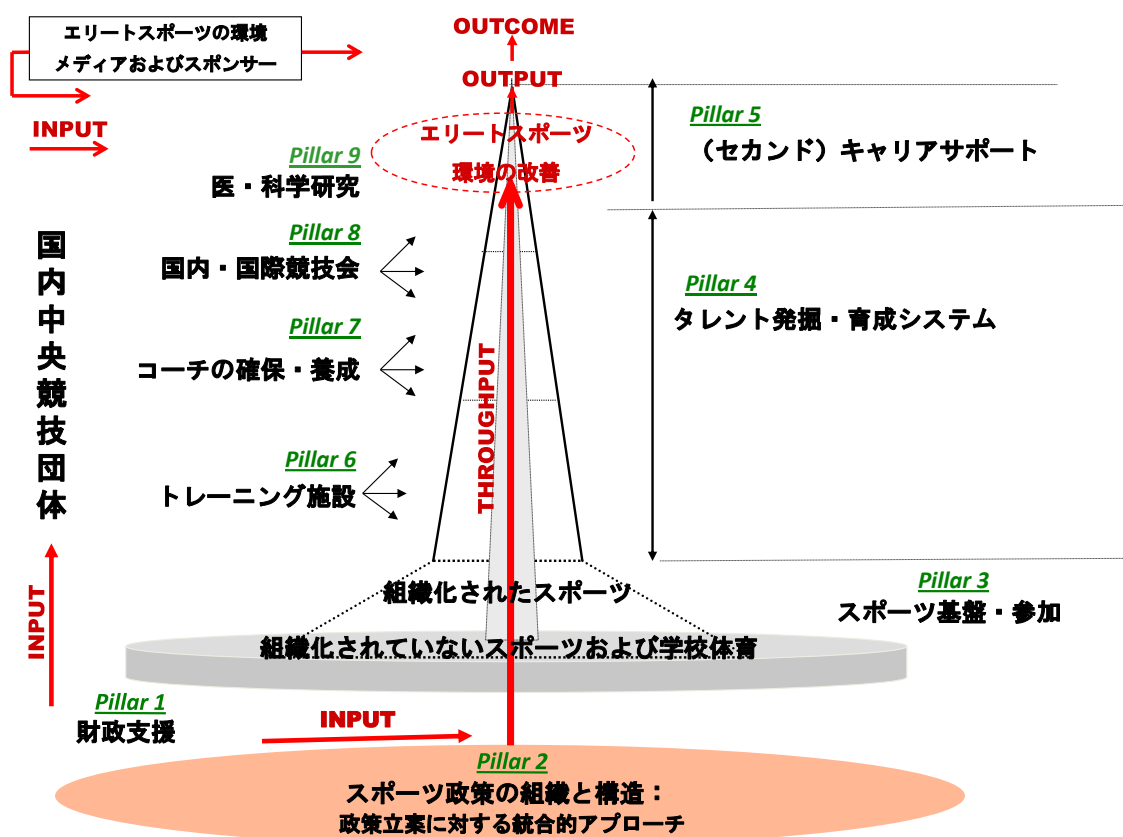 エリートスポーツの環境
メディアおよびスポンサー
OUTCOME
OUTPUT
INPUT
エリートスポーツ
環境の改善
Pillar 5
（セカンド）キャリアサポート
Pillar 9
医・科学研究
Pillar 8
国内・国際競技会
Pillar 4
タレント発掘・育成システム
Pillar 7
コーチの確保・養成
国内中央競技団体
THROUGHPUT
Pillar 6
トレーニング施設
Pillar 3
スポーツ基盤・参加
組織化されたスポーツ
組織化されていないスポーツおよび学校体育
INPUT
Pillar 1
財政支援
INPUT
Pillar 2
スポーツ政策の組織と構造：
政策立案に対する統合的アプローチ